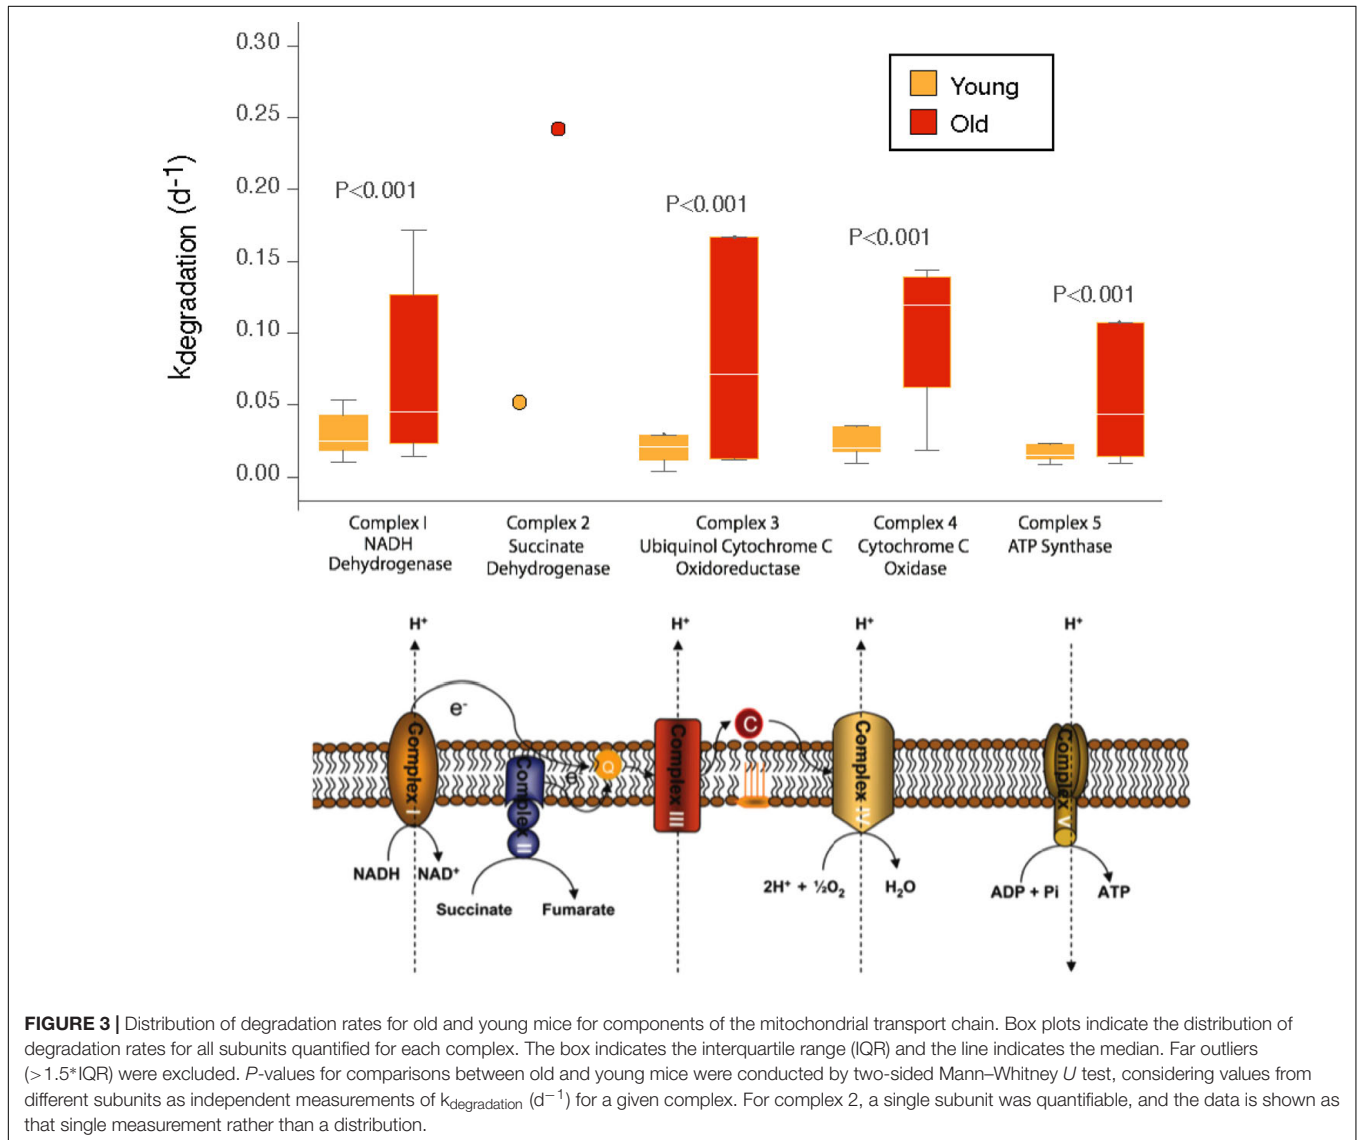 0.30
0.25
0.20
0.15
0.10
0.05
0.00
kdegradation (d-1)
Young
Old
P<0.001
P<0.001
P<0.001
P<0.001
Complex I
NADH
Dehydrogenase
Complex 2
Succinate
Dehydrogenase
Complex 3
Ubiquinol Cytochrome C
Oxidoreductase
Complex 4
Cytochrome C
Oxidase
Complex 5
ATP Synthase
H+
H+
H+
H+
e-
e-
Q
C
Complex I
Complex II
Complex III
Complex IV
Complex V
NADH
NAD+
Succinate
Fumarate
2H+ + ½O2
H2O
ADP + Pi
ATP
FIGURE 3 | Distribution of degradation rates for old and young mice for components of the mitochondrial transport chain. Box plots indicate the distribution of
degradation rates for all subunits quantified for each complex. The box indicates the interquartile range (IQR) and the line indicates the median. Far outliers
(>1.5*IQR) were excluded. P-values for comparisons between old and young mice were conducted by two-sided Mann–Whitney U test, considering values from
different subunits as independent measurements of kdegradation (d−1) for a given complex. For complex 2, a single subunit was quantifiable, and the data is shown as
that single measurement rather than a distribution.